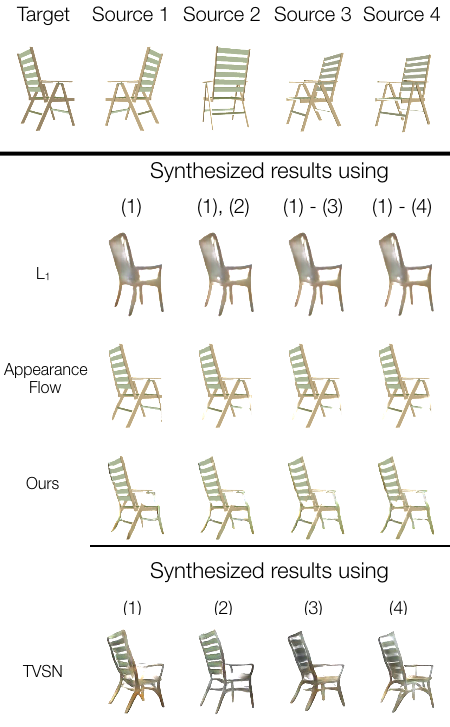 Target Source 1 Source 2 Source 3 Source 4
Synthesized results using
(1) (1), (2) (1) - (3) (1) - (4)
L₁
Appearance
Flow
Ours
Synthesized results using
(1) (2) (3) (4)
TVSN